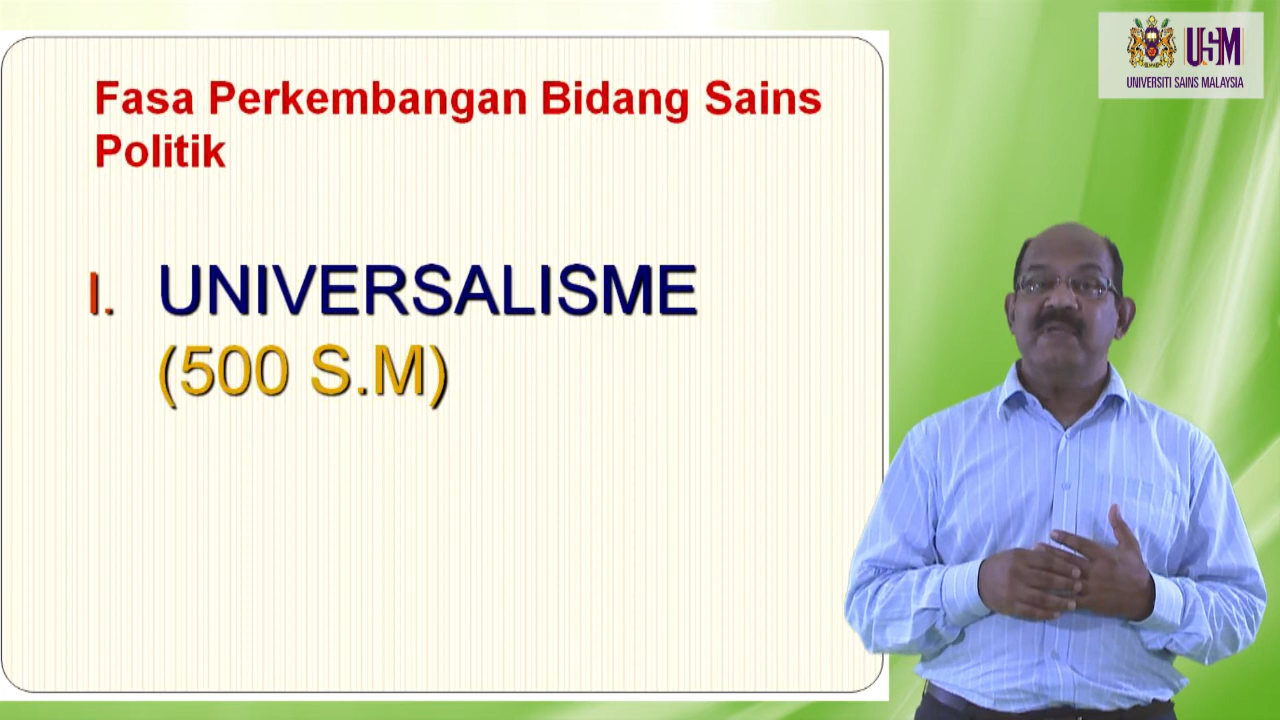 Fasa Perkembangan Bidang Sains
Politik
I. UNIVERSALISME
(500 S.M)
USM
UNIVERSITI SAINS MALAYSIA